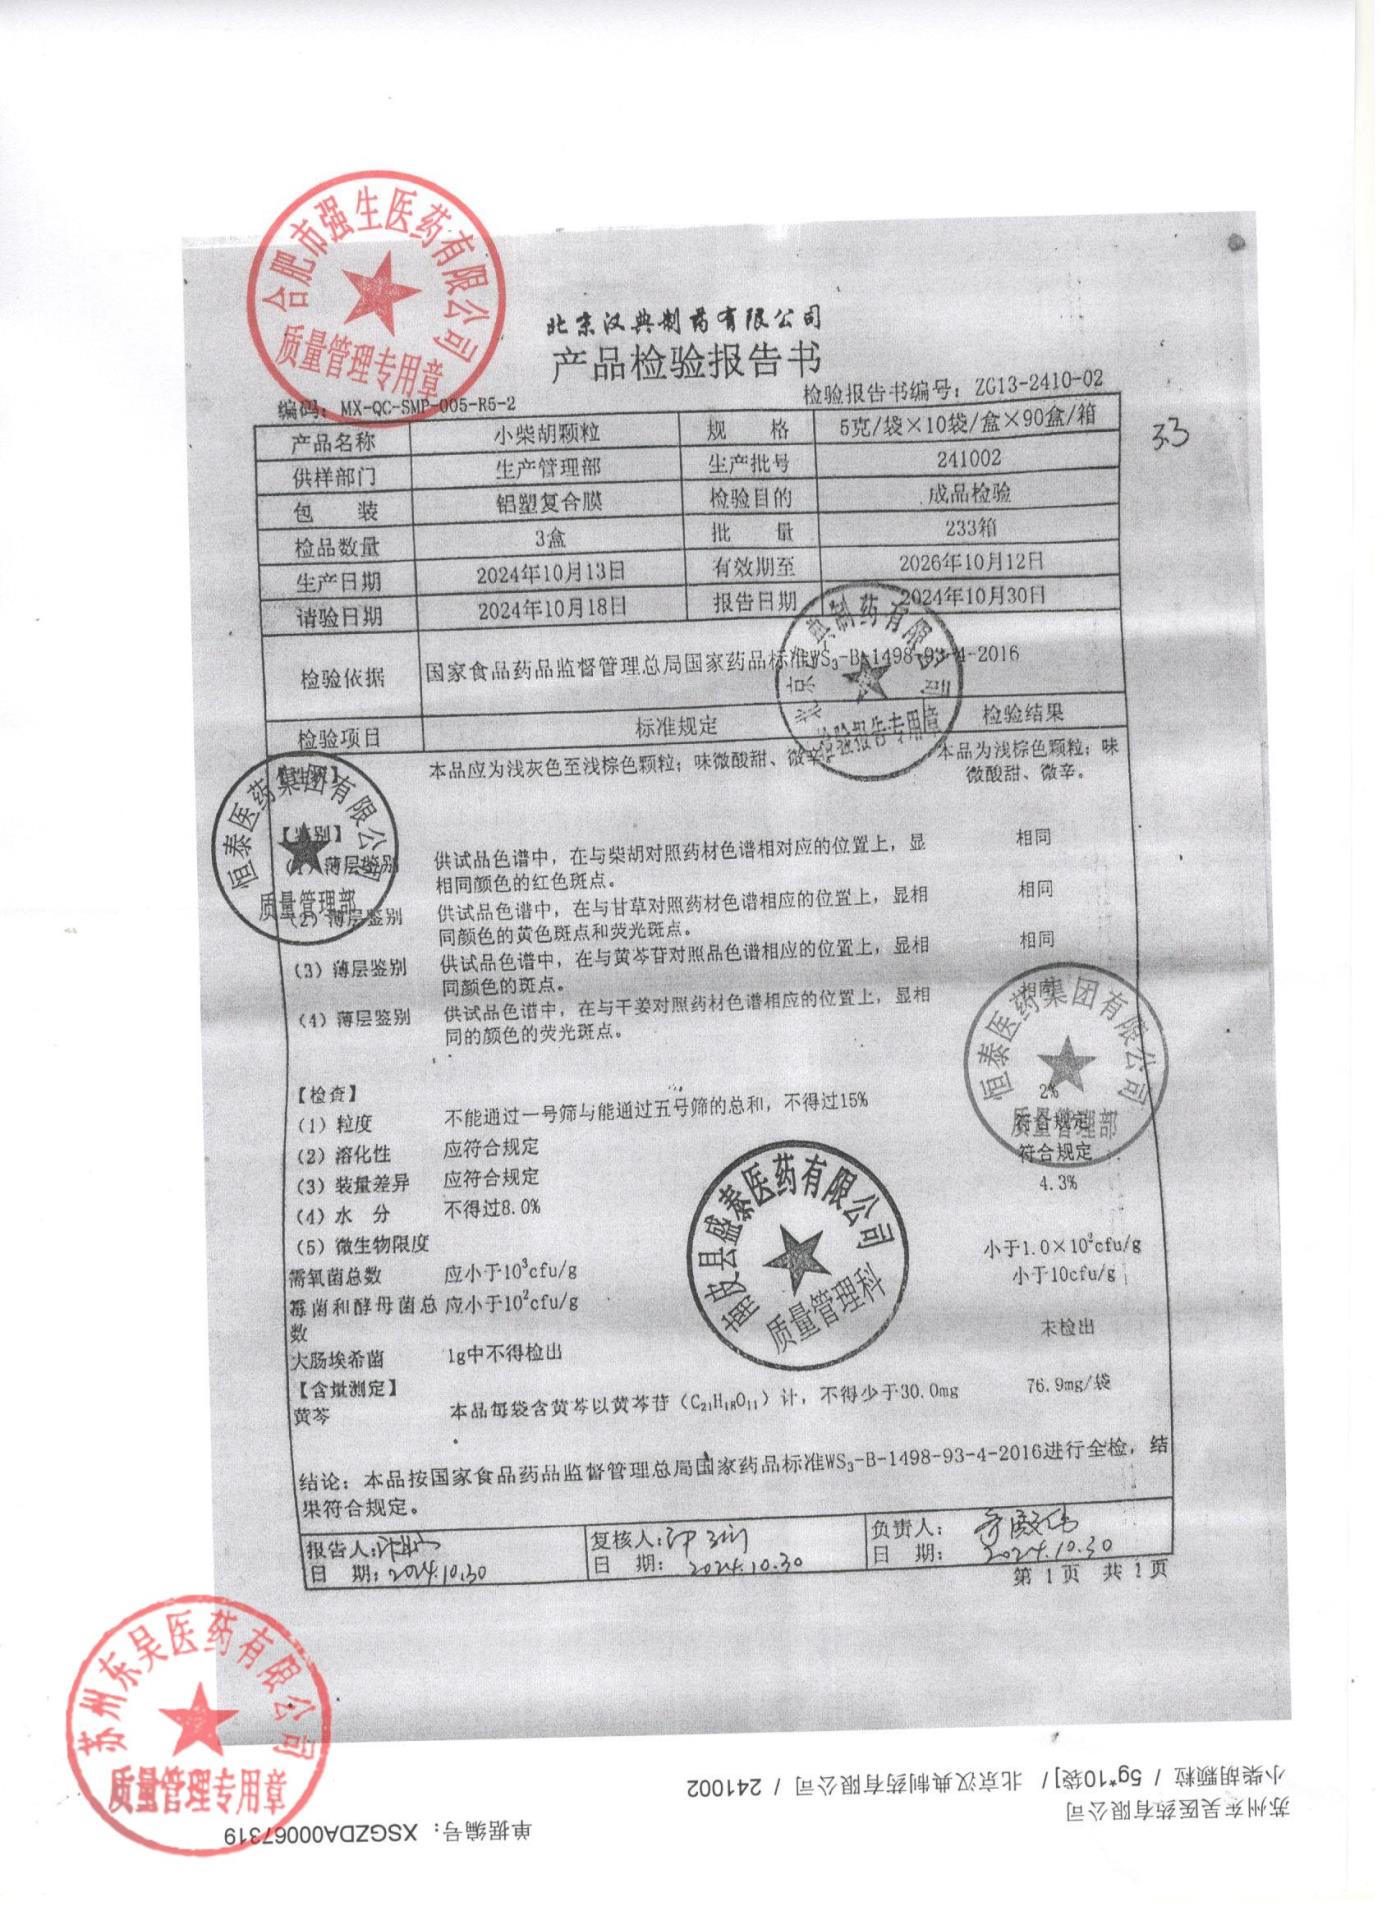 合肥市强生医药有限公司
质量管理专用章
北京汉典制药有限公司
产品检验报告书
编码：MX-QC-SMP-005-R5-2 检验报告书编号：ZG13-2410-02
33
产品名称 小柴胡颗粒 规 格 5克/袋×10袋/盒×90盒/箱
供样部门 生产管理部 生产批号 241002
包 装 铝塑复合膜 检验目的 成品检验
检品数量 3盒 批 量 233箱
生产日期 2024年10月13日 有效期至 2026年10月12日
请验日期 2024年10月18日 报告日期 2024年10月30日
检验依据 国家食品药品监督管理总局国家药品标准WS₃-B-1498-93-4-2016
检验项目 标准规定 检验结果
北京汉典制药有限公司
检验报告专用章
本品应为浅灰色至浅棕色颗粒；味微酸甜、微辛。 本品为浅棕色颗粒；味
微酸甜、微辛。
恒泰医药集团有限公司
质量管理部
【鉴别】
（1）薄层鉴别 供试品色谱中，在与柴胡对照药材色谱相对应的位置上，显 相同
相同颜色的红色斑点。
（2）薄层鉴别 供试品色谱中，在与甘草对照药材色谱相应的位置上，显相 相同
同颜色的黄色斑点和荧光斑点。
（3）薄层鉴别 供试品色谱中，在与黄芩苷对照品色谱相应的位置上，显相 相同
同颜色的斑点。
（4）薄层鉴别 供试品色谱中，在与干姜对照药材色谱相应的位置上，显相 相同
同的颜色的荧光斑点。
恒泰医药集团有限公司
质量管理部
【检查】
（1）粒度 不能通过一号筛与能通过五号筛的总和，不得过15% 2%
（2）溶化性 应符合规定 符合规定
（3）装量差异 应符合规定 符合规定
（4）水 分 不得过8.0% 4.3%
（5）微生物限度
需氧菌总数 应小于10³cfu/g 小于1.0×10²cfu/g
霉菌和酵母菌总 应小于10²cfu/g 小于10cfu/g
数
大肠埃希菌 1g中不得检出 未检出
盛泰医药有限公司
质量管理科
【含量测定】
黄芩 本品每袋含黄芩以黄芩苷（C₂₁H₁₈O₁₁）计，不得少于30.0mg 76.9mg/袋
结论：本品按国家食品药品监督管理总局国家药品标准WS₃-B-1498-93-4-2016进行全检，结
果符合规定。
报告人： 复核人： 负责人：
日 期：2024.10.30 日 期：2024.10.30 日 期：2024.10.30
第 1 页 共 1 页
苏州东吴医药有限公司
质量管理专用章
苏州东吴医药有限公司 单据编号：XSGZDA00067319
小柴胡颗粒 / 5g*10袋] / 北京汉典制药有限公司 / 241002